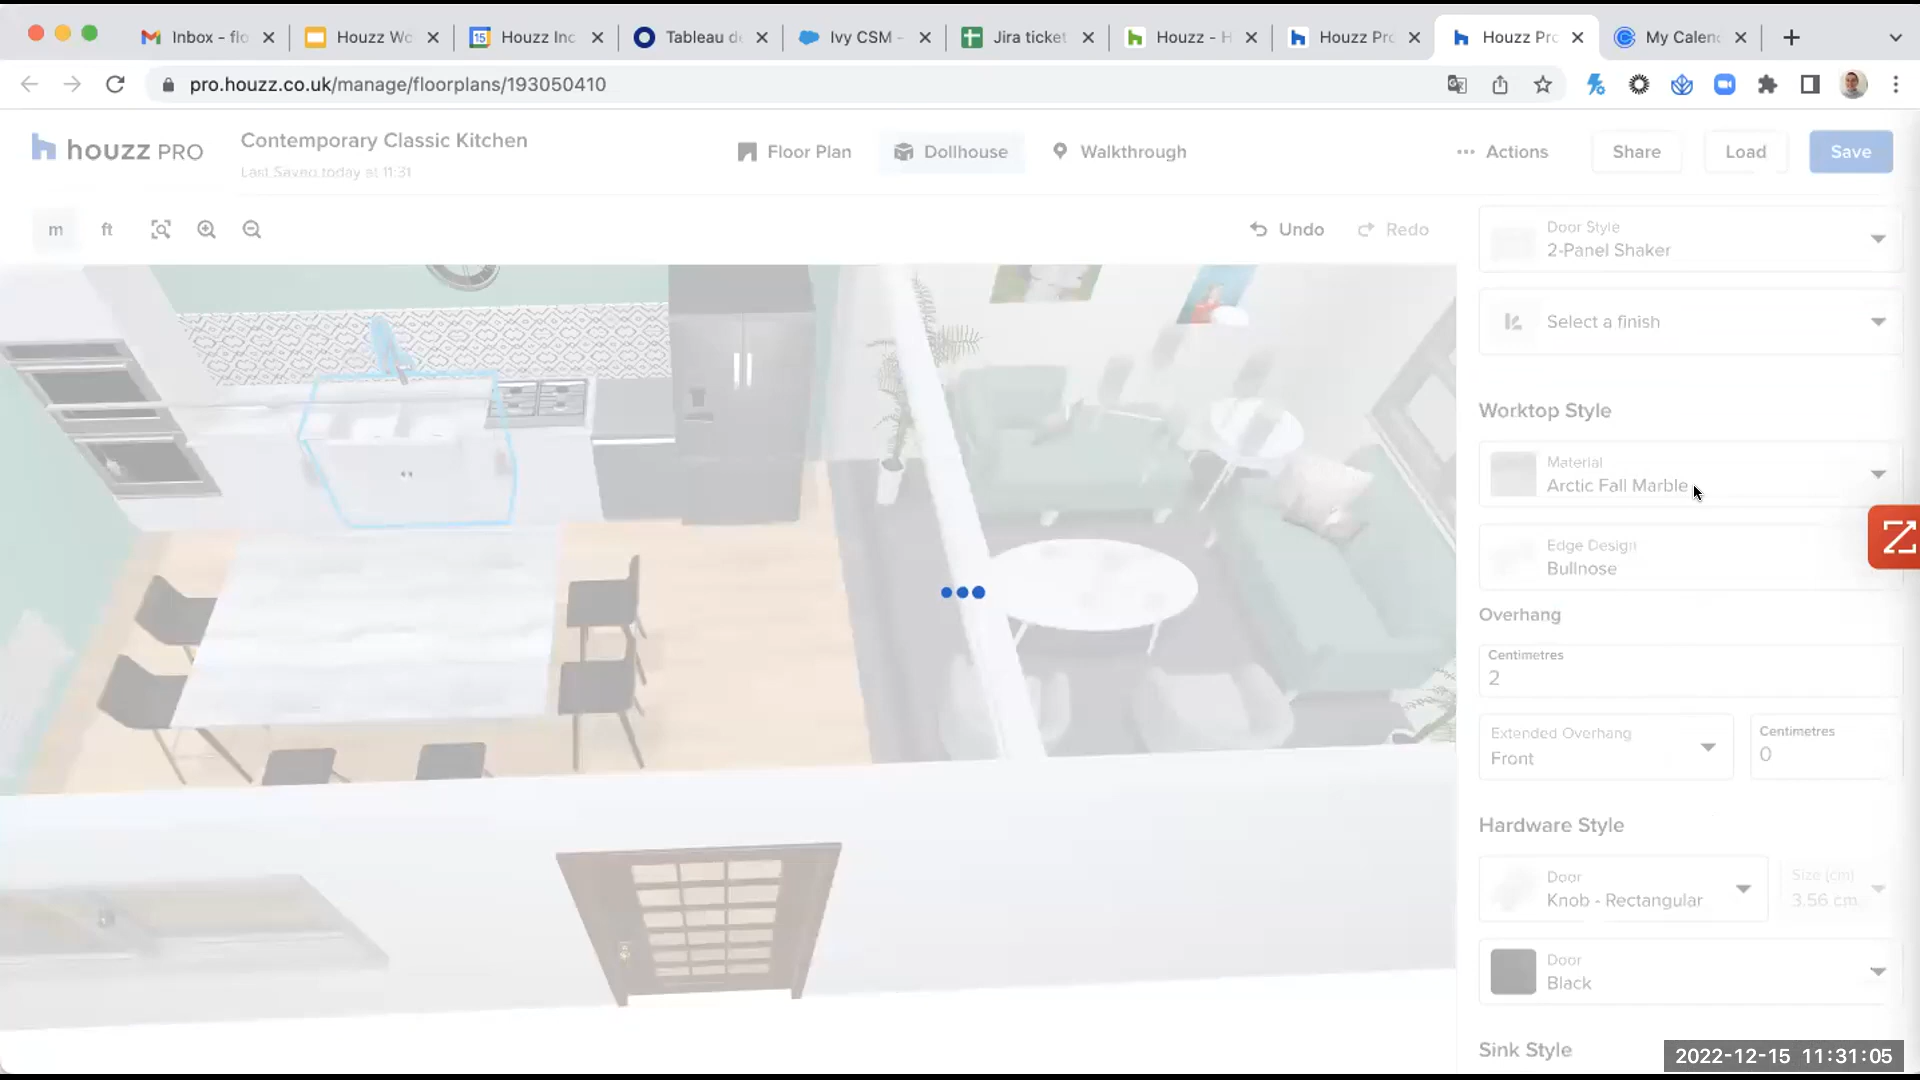 Inbox - flo
Houzz Wo
15
Houzz Inc
Tableau de
Ivy CSM -
Jira ticket
Houzz - H
Houzz Pro
Houzz Pro
My Calen
pro.houzz.co.uk/manage/floorplans/193050410
houzz PRO
Contemporary Classic Kitchen
Last Saved today at 11:31
Floor Plan
Dollhouse
Walkthrough
Actions
Share
Load
Save
m
ft
Undo
Redo
Door Style
2-Panel Shaker
Select a finish
Worktop Style
Material
Arctic Fall Marble
Edge Design
Bullnose
Overhang
Centimetres
2
Extended Overhang
Front
Centimetres
0
Hardware Style
Door
Knob - Rectangular
Size (cm)
3.56 cm
Door
Black
Sink Style
2022-12-15 11:31:05